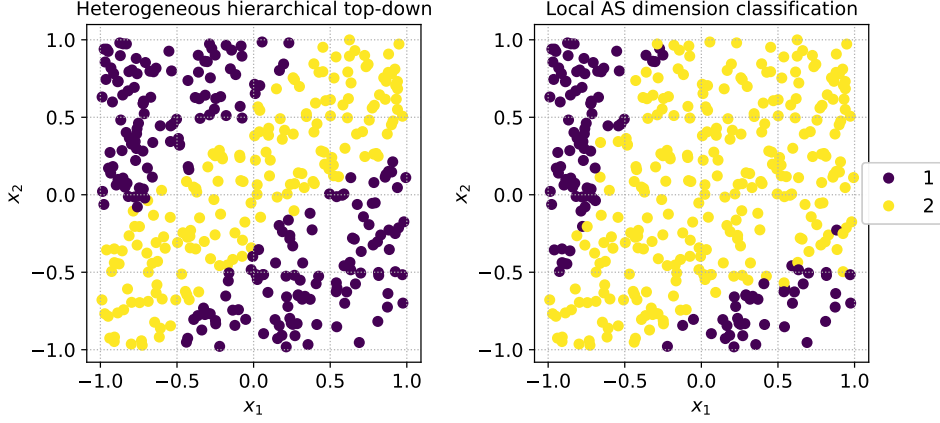 Heterogeneous hierarchical top-down
Local AS dimension classification
1.0
0.5
0.0
−0.5
−1.0
x2
−1.0 −0.5 0.0 0.5 1.0
x1
1.0
0.5
0.0
−0.5
−1.0
x2
−1.0 −0.5 0.0 0.5 1.0
x1
1
2